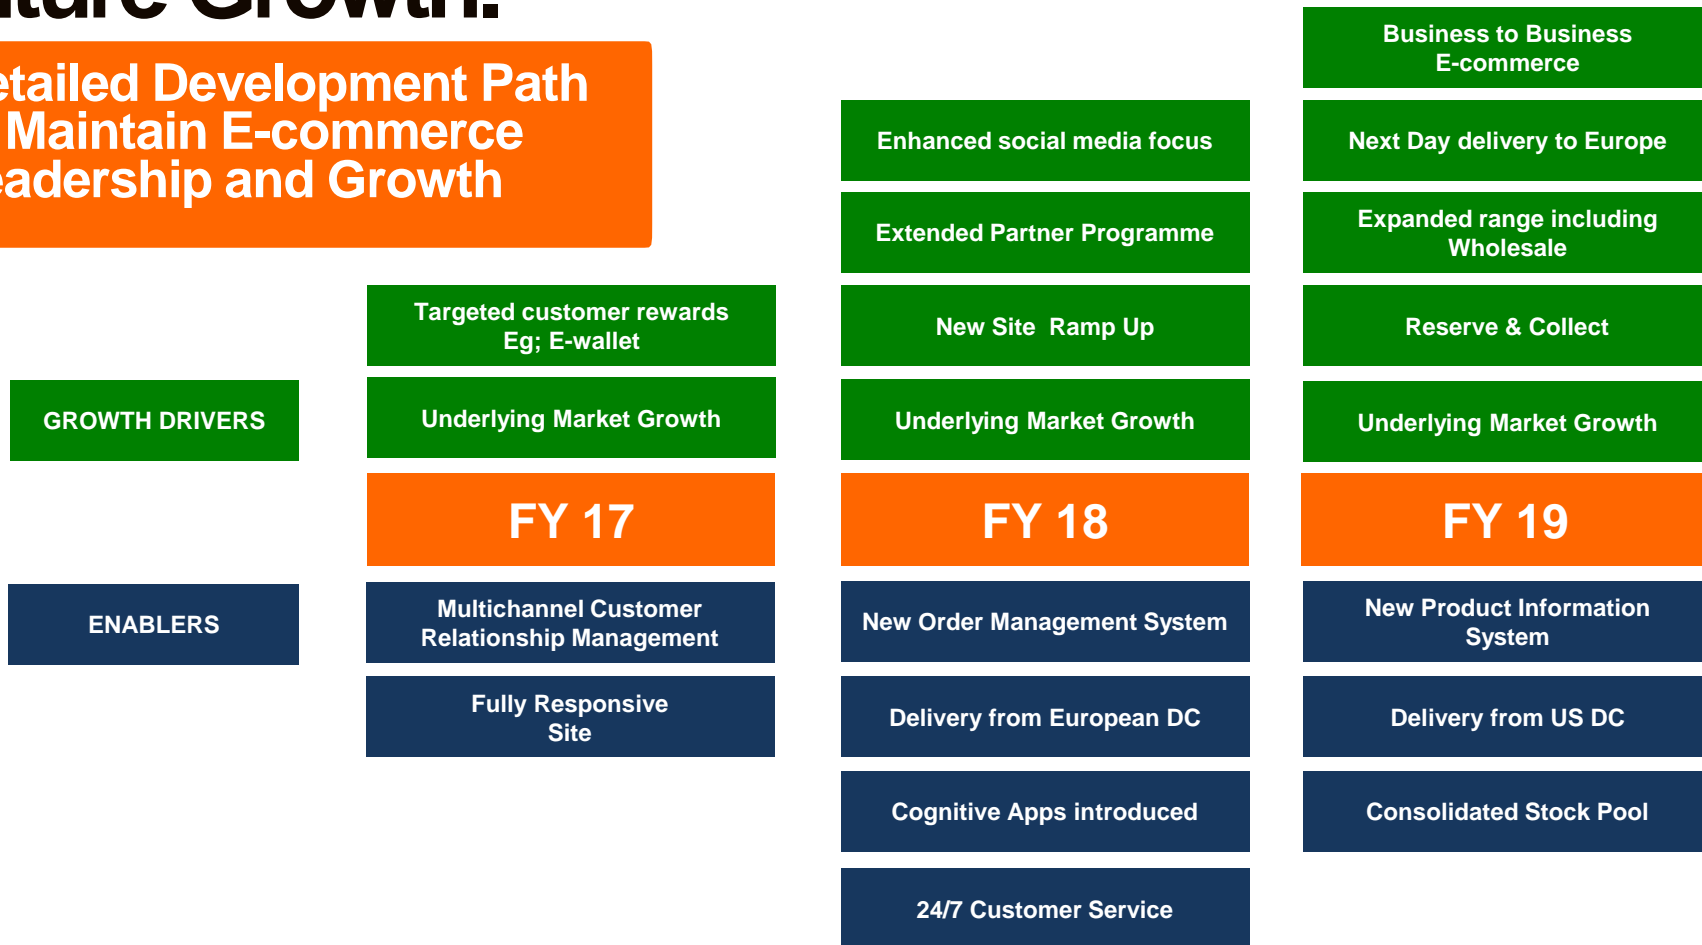 ture Growth:
etailed Development Path
Maintain E-commerce
eadership and Growth
GROWTH DRIVERS
ENABLERS
Targeted customer rewards
Eg; E-wallet
Underlying Market Growth
FY 17
Multichannel Customer
Relationship Management
Fully Responsive
Site
Enhanced social media focus
Extended Partner Programme
New Site Ramp Up
Underlying Market Growth
FY 18
New Order Management System
Delivery from European DC
Cognitive Apps introduced
24/7 Customer Service
Business to Business
E-commerce
Next Day delivery to Europe
Expanded range including
Wholesale
Reserve & Collect
Underlying Market Growth
FY 19
New Product Information
System
Delivery from US DC
Consolidated Stock Pool